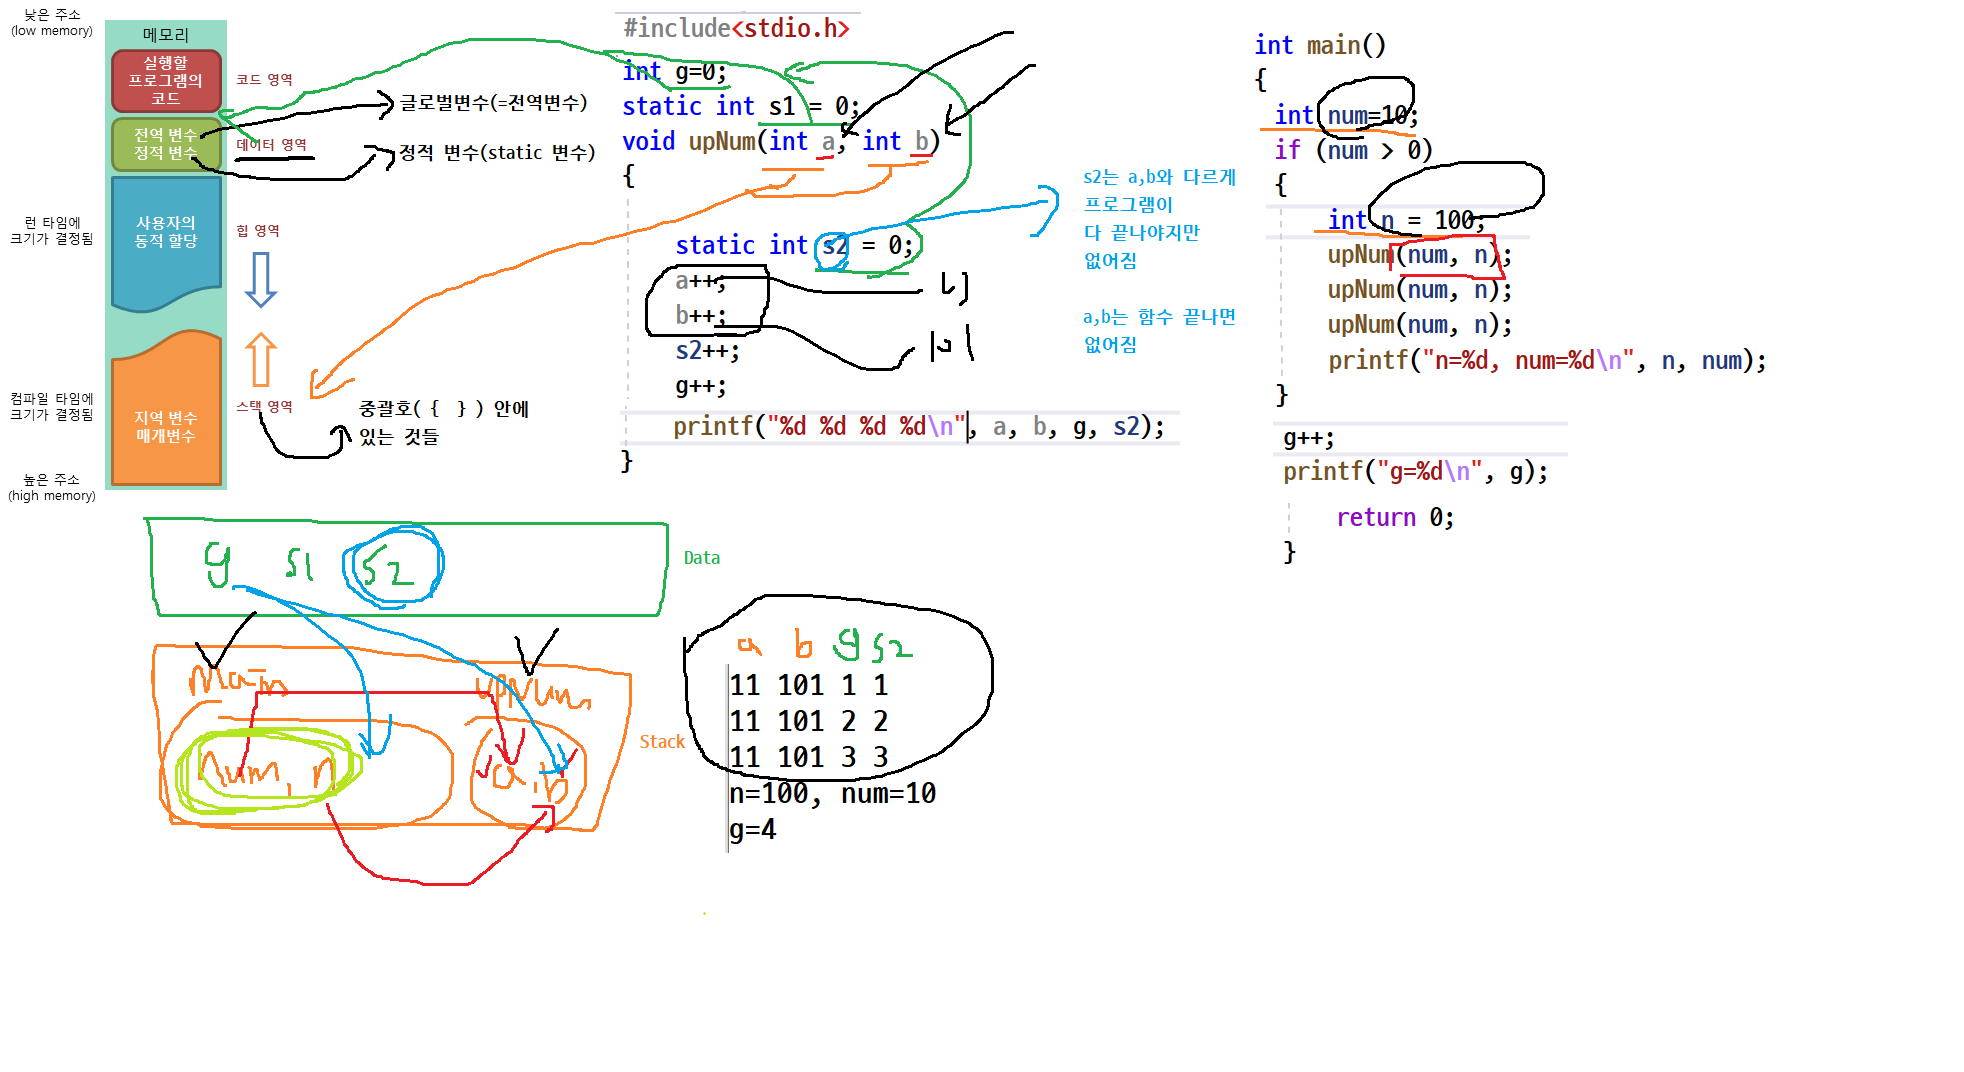 낮은 주소
(low memory)
메모리
실행할
프로그램의
코드
코드 영역
글로벌변수(=전역변수)
전역 변수
정적 변수
데이터 영역
정적 변수(static 변수)
런 타임에
크기가 결정됨
사용자의
동적 할당
힙 영역
컴파일 타임에
크기가 결정됨
지역 변수
매개변수
스택 영역
중괄호( { } ) 안에
있는 것들
높은 주소
(high memory)
#include<stdio.h>
int g=0;
static int s1 = 0;
void upNum(int a, int b)
{
static int s2 = 0;
a++;
11
b++;
101
s2++;
g++;
printf("%d %d %d %d\n", a, b, g, s2);
}
s2는 a,b와 다르게
프로그램이
다 끝나야지만
없어짐
a,b는 함수 끝나면
없어짐
int main()
{
int num=10;
if (num > 0)
{
int n = 100;
upNum(num, n);
upNum(num, n);
upNum(num, n);
printf("n=%d, num=%d\n", n, num);
}
g++;
printf("g=%d\n", g);
return 0;
}
g s1 s2
Data
main upNum
num, n a, b
Stack
a b g s2
11 101 1 1
11 101 2 2
11 101 3 3
n=100, num=10
g=4